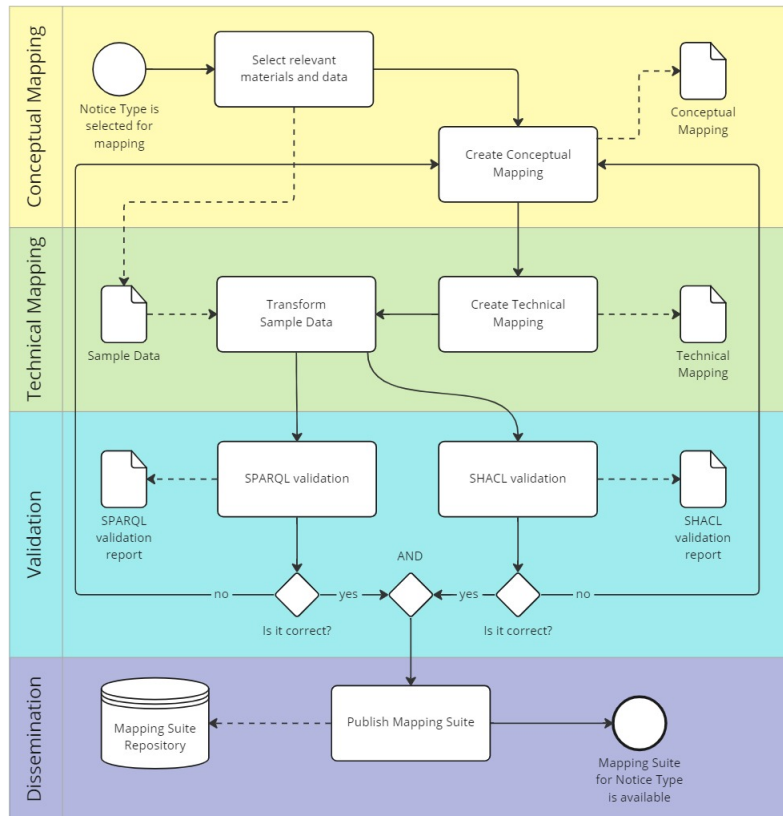 Conceptual Mapping
Select relevant
materials and data
Notice Type is
selected for
mapping
Conceptual
Mapping
Create Conceptual
Mapping
Technical Mapping
Transform
Sample Data
Create Technical
Mapping
Sample Data
Technical
Mapping
Validation
SPARQL validation
SHACL validation
SPARQL
validation
report
SHACL
validation
report
AND
no
yes
yes
no
Is it correct?
Is it correct?
Dissemination
Mapping Suite
Repository
Publish Mapping Suite
Mapping Suite
for Notice Type
is available